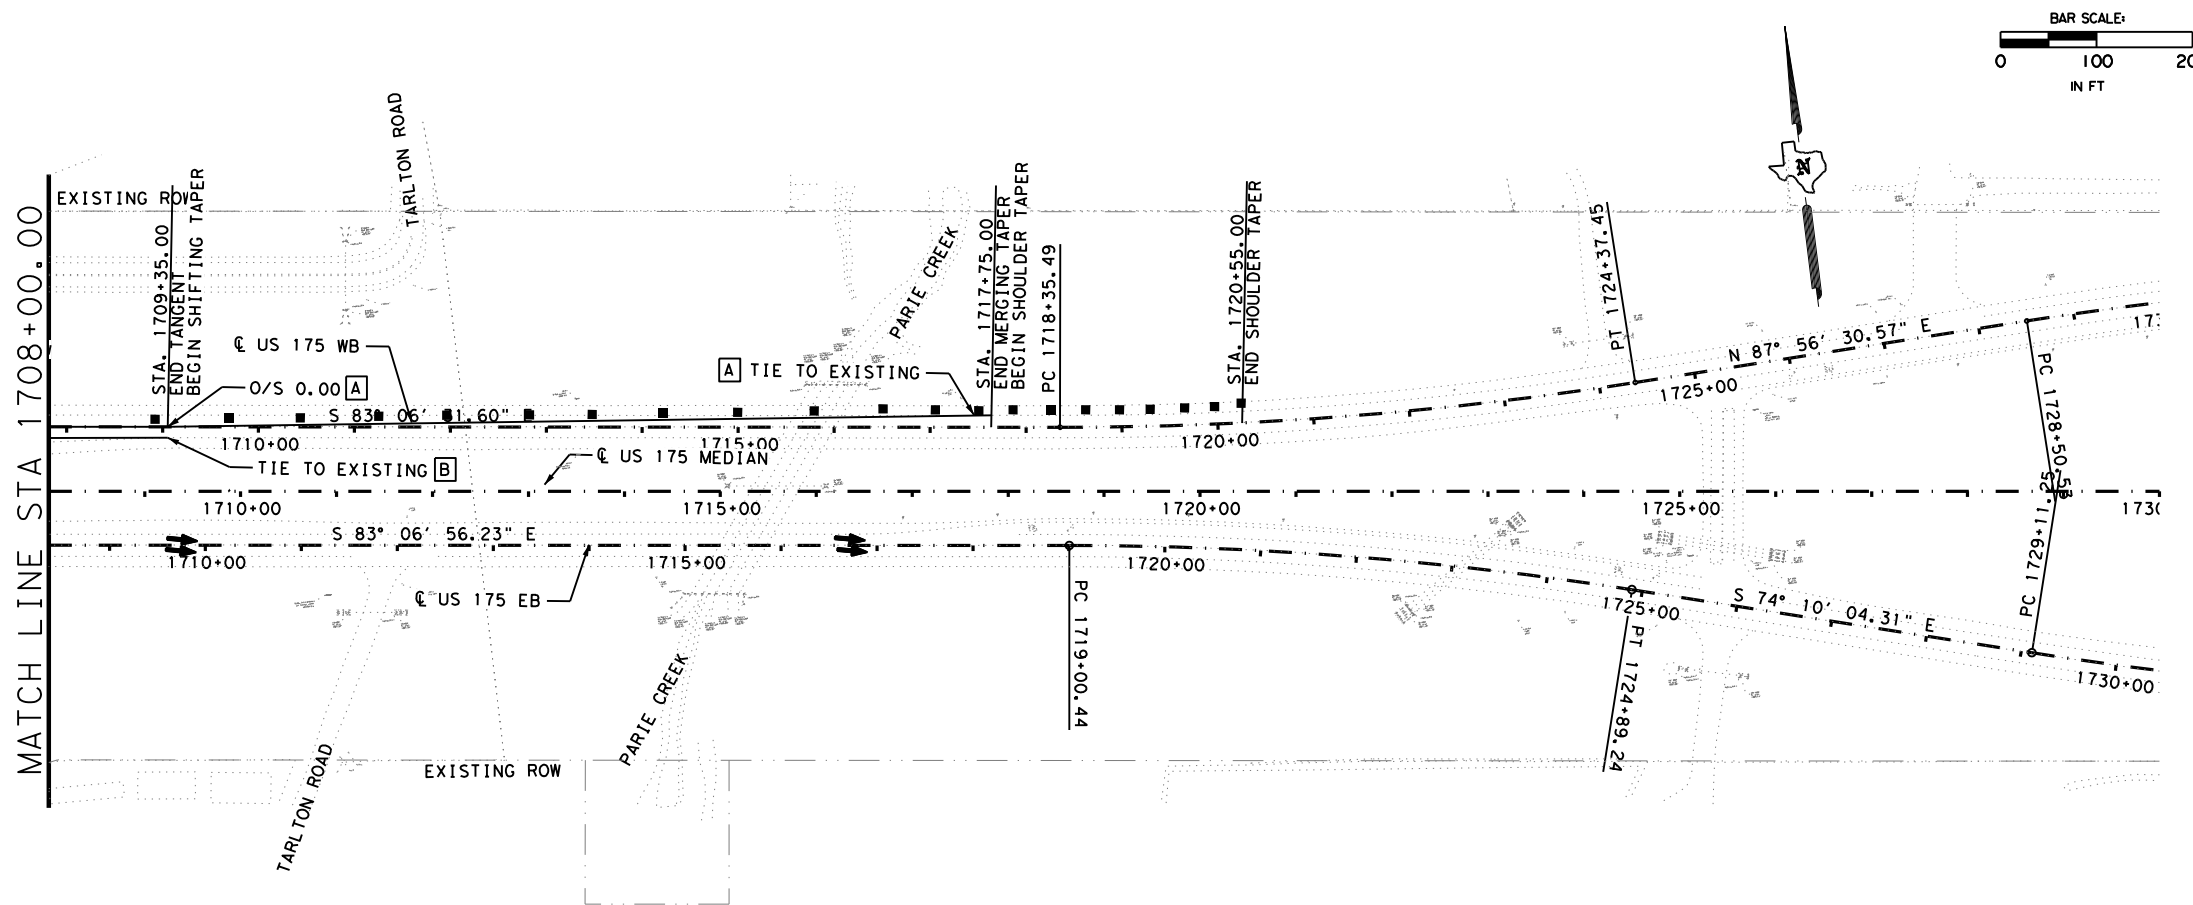 BAR SCALE:
0 100
IN FT
N
MATCH LINE STA 1708+00.00
EXISTING ROW
STA. 1709+35.00
END TANGENT
BEGIN SHIFTING TAPER
TARLTON ROAD
PARIE CREEK
STA. 1717+75.00
END MERGING TAPER
BEGIN SHOULDER TAPER
PC 1718+35.49
STA. 1720+55.00
END SHOULDER TAPER
PT 1724+37.45
℄ US 175 WB
O/S 0.00 A
A TIE TO EXISTING
N 87° 56' 30.57" E
1710+00
1715+00
1720+00
1725+00
PC 1728+50.53
TIE TO EXISTING B
℄ US 175 MEDIAN
1710+00
1715+00
1720+00
1725+00
S 83° 06' 56.23" E
1710+00
1715+00
1720+00
1725+00
1730+00
℄ US 175 EB
PC 1719+00.44
PT 1724+89.24
S 74° 10' 04.31" E
PC 1729+11.25
PARIE CREEK
TARLTON ROAD
EXISTING ROW